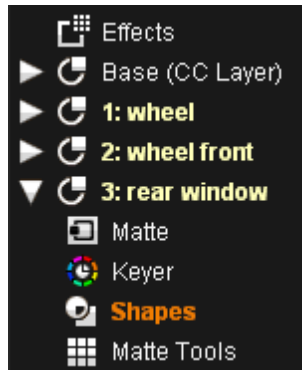 Effects
Base (CC Layer)
1: wheel
2: wheel front
3: rear window
Matte
Keyer
Shapes
Matte Tools